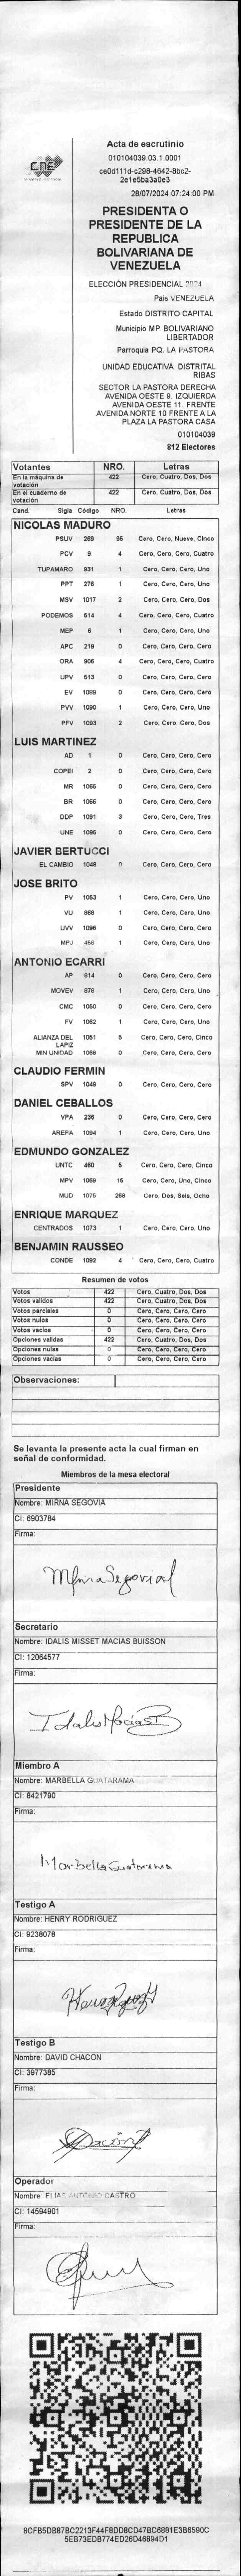 CNE
Acta de escrutinio
010104039.03.1.0001
ce0d111d-c298-4642-8bc2-
2e1e5ba3a0e3
28/07/2024 07:24:00 PM
PRESIDENTA O
PRESIDENTE DE LA
REPUBLICA
BOLIVARIANA DE
VENEZUELA
ELECCIÓN PRESIDENCIAL 2024
País VENEZUELA
Estado DISTRITO CAPITAL
Municipio MP. BOLIVARIANO
LIBERTADOR
Parroquia PQ. LA PASTORA
UNIDAD EDUCATIVA DISTRITAL
RIBAS
SECTOR LA PASTORA DERECHA
AVENIDA OESTE 9. IZQUIERDA
AVENIDA OESTE 11. FRENTE
AVENIDA NORTE 10 FRENTE A LA
PLAZA LA PASTORA CASA
010104039
812 Electores
Votantes NRO. Letras
En la máquina de votación 422 Cero, Cuatro, Dos, Dos
En el cuaderno de votación 422 Cero, Cuatro, Dos, Dos
Cand. Sigla Código NRO. Letras
NICOLAS MADURO
PSUV 269 95 Cero, Cero, Nueve, Cinco
PCV 9 4 Cero, Cero, Cero, Cuatro
TUPAMARO 931 1 Cero, Cero, Cero, Uno
PPT 276 1 Cero, Cero, Cero, Uno
MSV 1017 2 Cero, Cero, Cero, Dos
PODEMOS 514 4 Cero, Cero, Cero, Cuatro
MEP 6 1 Cero, Cero, Cero, Uno
APC 219 0 Cero, Cero, Cero, Cero
ORA 906 4 Cero, Cero, Cero, Cuatro
UPV 613 0 Cero, Cero, Cero, Cero
EV 1089 0 Cero, Cero, Cero, Cero
PVV 1090 1 Cero, Cero, Cero, Uno
PFV 1093 2 Cero, Cero, Cero, Dos
LUIS MARTINEZ
AD 1 0 Cero, Cero, Cero, Cero
COPEI 2 0 Cero, Cero, Cero, Cero
MR 1065 0 Cero, Cero, Cero, Cero
BR 1066 0 Cero, Cero, Cero, Cero
DDP 1091 3 Cero, Cero, Cero, Tres
UNE 1095 0 Cero, Cero, Cero, Cero
JAVIER BERTUCCI
EL CAMBIO 1048 0 Cero, Cero, Cero, Cero
JOSE BRITO
PV 1053 1 Cero, Cero, Cero, Uno
VU 868 1 Cero, Cero, Cero, Uno
UVV 1096 0 Cero, Cero, Cero, Cero
MPJ 456 1 Cero, Cero, Cero, Uno
ANTONIO ECARRI
AP 814 0 Cero, Cero, Cero, Cero
MOVEV 878 1 Cero, Cero, Cero, Uno
CMC 1050 0 Cero, Cero, Cero, Cero
FV 1062 1 Cero, Cero, Cero, Uno
ALIANZA DEL LAPIZ 1051 5 Cero, Cero, Cero, Cinco
MIN UNIDAD 1058 0 Cero, Cero, Cero, Cero
CLAUDIO FERMIN
SPV 1049 0 Cero, Cero, Cero, Cero
DANIEL CEBALLOS
VPA 236 0 Cero, Cero, Cero, Cero
AREPA 1094 1 Cero, Cero, Cero, Uno
EDMUNDO GONZALEZ
UNTC 460 5 Cero, Cero, Cero, Cinco
MPV 1069 15 Cero, Cero, Uno, Cinco
MUD 1075 268 Cero, Dos, Seis, Ocho
ENRIQUE MARQUEZ
CENTRADOS 1073 1 Cero, Cero, Cero, Uno
BENJAMIN RAUSSEO
CONDE 1092 4 Cero, Cero, Cero, Cuatro
Resumen de votos
Votos 422 Cero, Cuatro, Dos, Dos
Votos validos 422 Cero, Cuatro, Dos, Dos
Votos parciales 0 Cero, Cero, Cero, Cero
Votos nulos 0 Cero, Cero, Cero, Cero
Votos vacios 0 Cero, Cero, Cero, Cero
Opciones validas 422 Cero, Cuatro, Dos, Dos
Opciones nulas 0 Cero, Cero, Cero, Cero
Opciones vacias 0 Cero, Cero, Cero, Cero
Observaciones:
Se levanta la presente acta la cual firman en
señal de conformidad.
Miembros de la mesa electoral
Presidente
Nombre: MIRNA SEGOVIA
CI: 6903784
Firma:
Mirna Segovia
Secretario
Nombre: IDALIS MISSET MACIAS BUISSON
CI: 12064577
Firma:
Idalis Macias B
Miembro A
Nombre: MARBELLA GUATARAMA
CI: 8421790
Firma:
Marbella Guatarama
Testigo A
Nombre: HENRY RODRIGUEZ
CI: 9238078
Firma:
Testigo B
Nombre: DAVID CHACON
CI: 3977385
Firma:
Operador
Nombre: ELIAS ANTONIO CASTRO
CI: 14594901
Firma:
8CFB5DB87BC2213F44F8DD8CD47BC6881E3B6590C
5EB73EDB774ED26D46894D1